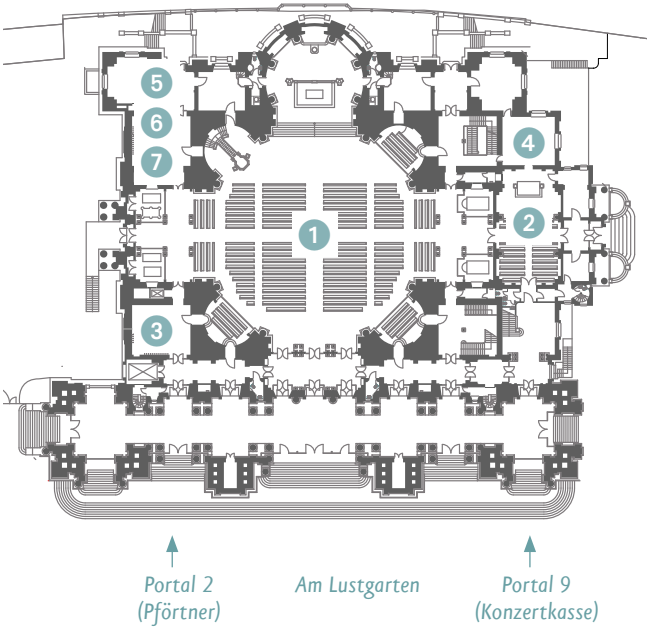 5
6
4
7
2
1
3
Portal 2
(Pförtner)
Am Lustgarten
Portal 9
(Konzertkasse)